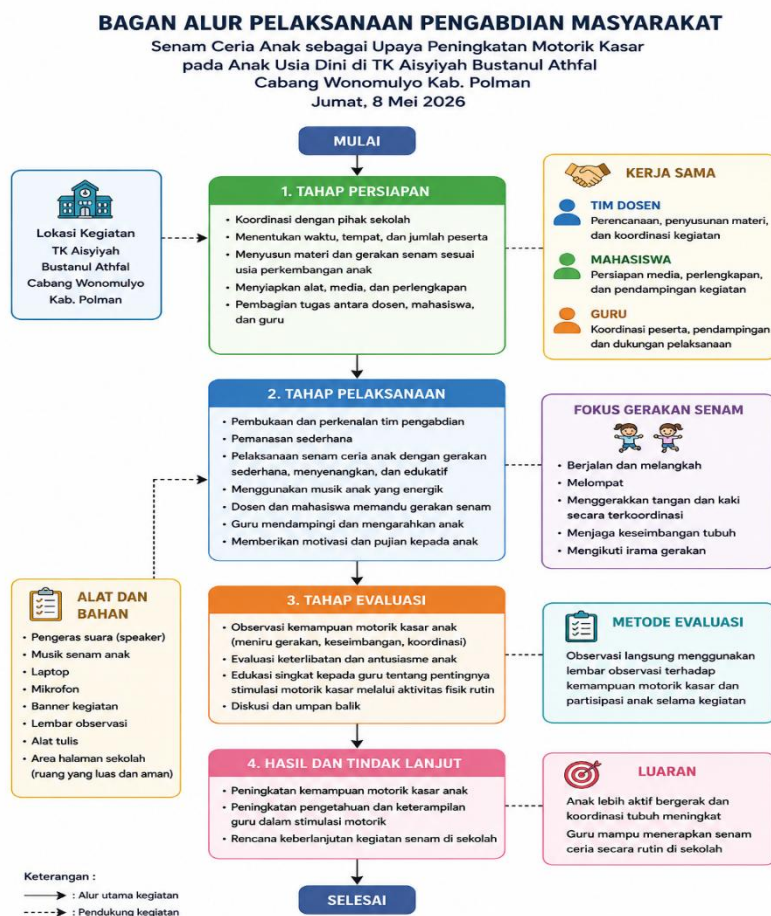 BAGAN ALUR PELAKSANAAN PENGABDIAN MASYARAKAT
Senam Ceria Anak sebagai Upaya Peningkatan Motorik Kasar
pada Anak Usia Dini di TK Aisyiyah Bustanul Athfal
Cabang Wonomulyo Kab. Polman
Jumat, 8 Mei 2026
MULAI
Lokasi Kegiatan
TK Aisyiyah
Bustanul Athfal
Cabang Wonomulyo
Kab. Polman
1. TAHAP PERSIAPAN
• Koordinasi dengan pihak sekolah
• Menentukan waktu, tempat, dan jumlah peserta
• Menyusun materi dan gerakan senam sesuai
usia perkembangan anak
• Menyiapkan alat, media, dan perlengkapan
• Pembagian tugas antara dosen, mahasiswa,
dan guru
KERJA SAMA
TIM DOSEN
Perencanaan, penyusunan materi,
dan koordinasi kegiatan
MAHASISWA
Persiapan media, perlengkapan,
dan pendampingan kegiatan
GURU
Koordinasi peserta, pendampingan
dan dukungan pelaksanaan
2. TAHAP PELAKSANAAN
• Pembukaan dan perkenalan tim pengabdian
• Pemanasan sederhana
• Pelaksanaan senam ceria anak dengan gerakan
sederhana, menyenangkan, dan edukatif
• Menggunakan musik anak yang energik
• Dosen dan mahasiswa memandu gerakan senam
• Guru mendampingi dan mengarahkan anak
• Memberikan motivasi dan pujian kepada anak
FOKUS GERAKAN SENAM
• Berjalan dan melangkah
• Melompat
• Menggerakkan tangan dan kaki
secara terkoordinasi
• Menjaga keseimbangan tubuh
• Mengikuti irama gerakan
ALAT DAN
BAHAN
• Pengeras suara (speaker)
• Musik senam anak
• Laptop
• Mikrofon
• Banner kegiatan
• Lembar observasi
• Alat tulis
• Area halaman sekolah
(ruang yang luas dan aman)
3. TAHAP EVALUASI
• Observasi kemampuan motorik kasar anak
(meniru gerakan, keseimbangan, koordinasi)
• Evaluasi keterlibatan dan antusiasme anak
• Edukasi singkat kepada guru tentang pentingnya
stimulasi motorik kasar melalui aktivitas fisik rutin
• Diskusi dan umpan balik
METODE EVALUASI
Observasi langsung menggunakan
lembar observasi terhadap
kemampuan motorik kasar dan
partisipasi anak selama kegiatan
4. HASIL DAN TINDAK LANJUT
• Peningkatan kemampuan motorik kasar anak
• Peningkatan pengetahuan dan keterampilan
guru dalam stimulasi motorik
• Rencana keberlanjutan kegiatan senam di sekolah
LUARAN
Anak lebih aktif bergerak dan
koordinasi tubuh meningkat
Guru mampu menerapkan senam
ceria secara rutin di sekolah
Keterangan :
: Alur utama kegiatan
: Pendukung kegiatan
SELESAI